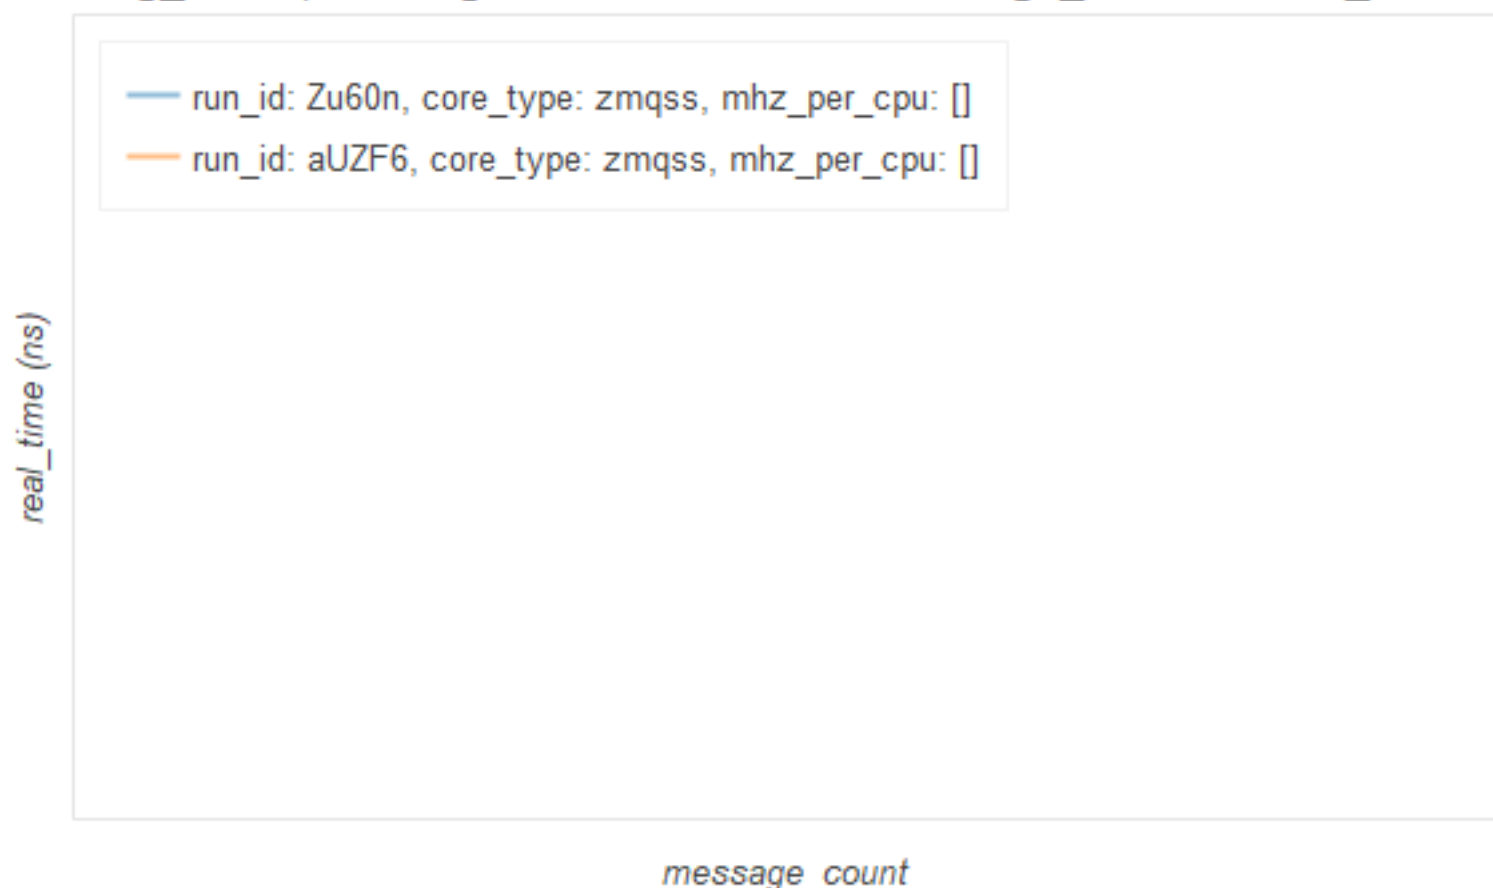 run_id: Zu60n, core_type: zmqss, mhz_per_cpu: []
run_id: aUZF6, core_type: zmqss, mhz_per_cpu: []
real_time (ns)
message_count